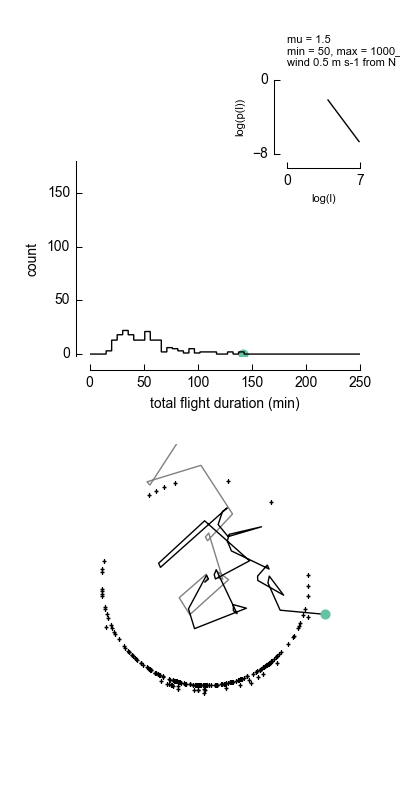 mu = 1.5
min = 50, max = 1000_
wind 0.5 m s-1 from N
0
−8
log(p(l))
0 7
log(l)
150
100
50
0
count
0 50 100 150 200 250
total flight duration (min)